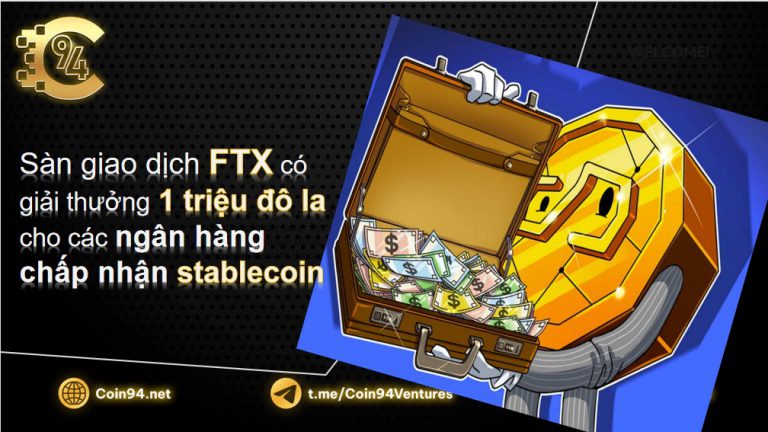 94
WELCOME!
Sàn giao dịch FTX có
giải thưởng 1 triệu đô la
cho các ngân hàng
chấp nhận stablecoin
$ $ $ $ $ $
Coin94.net
t.me/Coin94Ventures